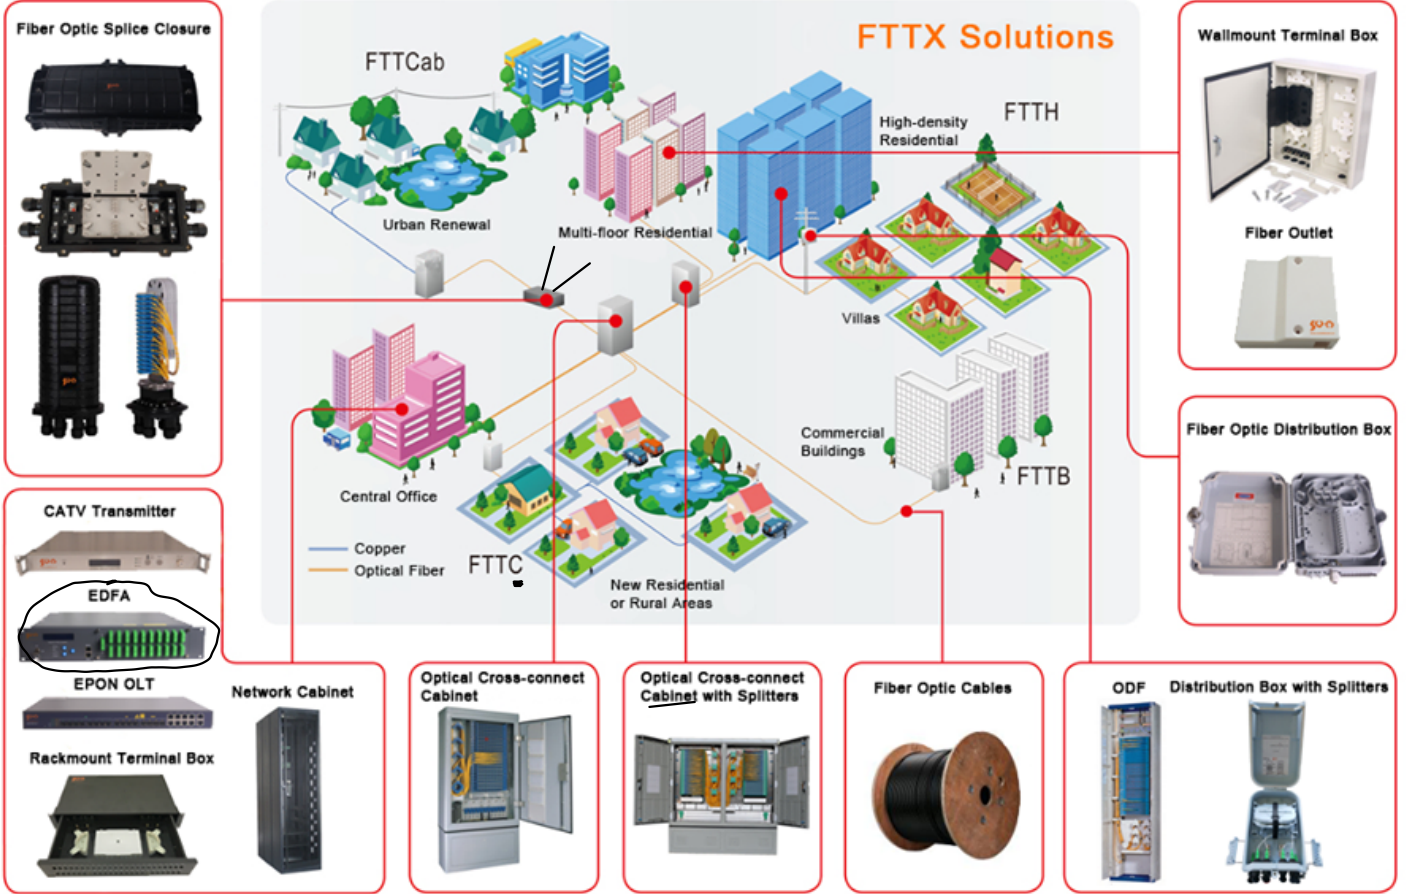 Fiber Optic Splice Closure
FTTX Solutions
FTTCab
FTTH
High-density
Residential
Urban Renewal
Multi-floor Residential
Villas
Commercial
Buildings
FTTB
Central Office
Copper
Optical Fiber
FTTC
New Residential
or Rural Areas
Wallmount Terminal Box
Fiber Outlet
Fiber Optic Distribution Box
CATV Transmitter
EDFA
EPON OLT
Rackmount Terminal Box
Network Cabinet
Optical Cross-connect
Cabinet
Optical Cross-connect
Cabinet with Splitters
Fiber Optic Cables
ODF
Distribution Box with Splitters